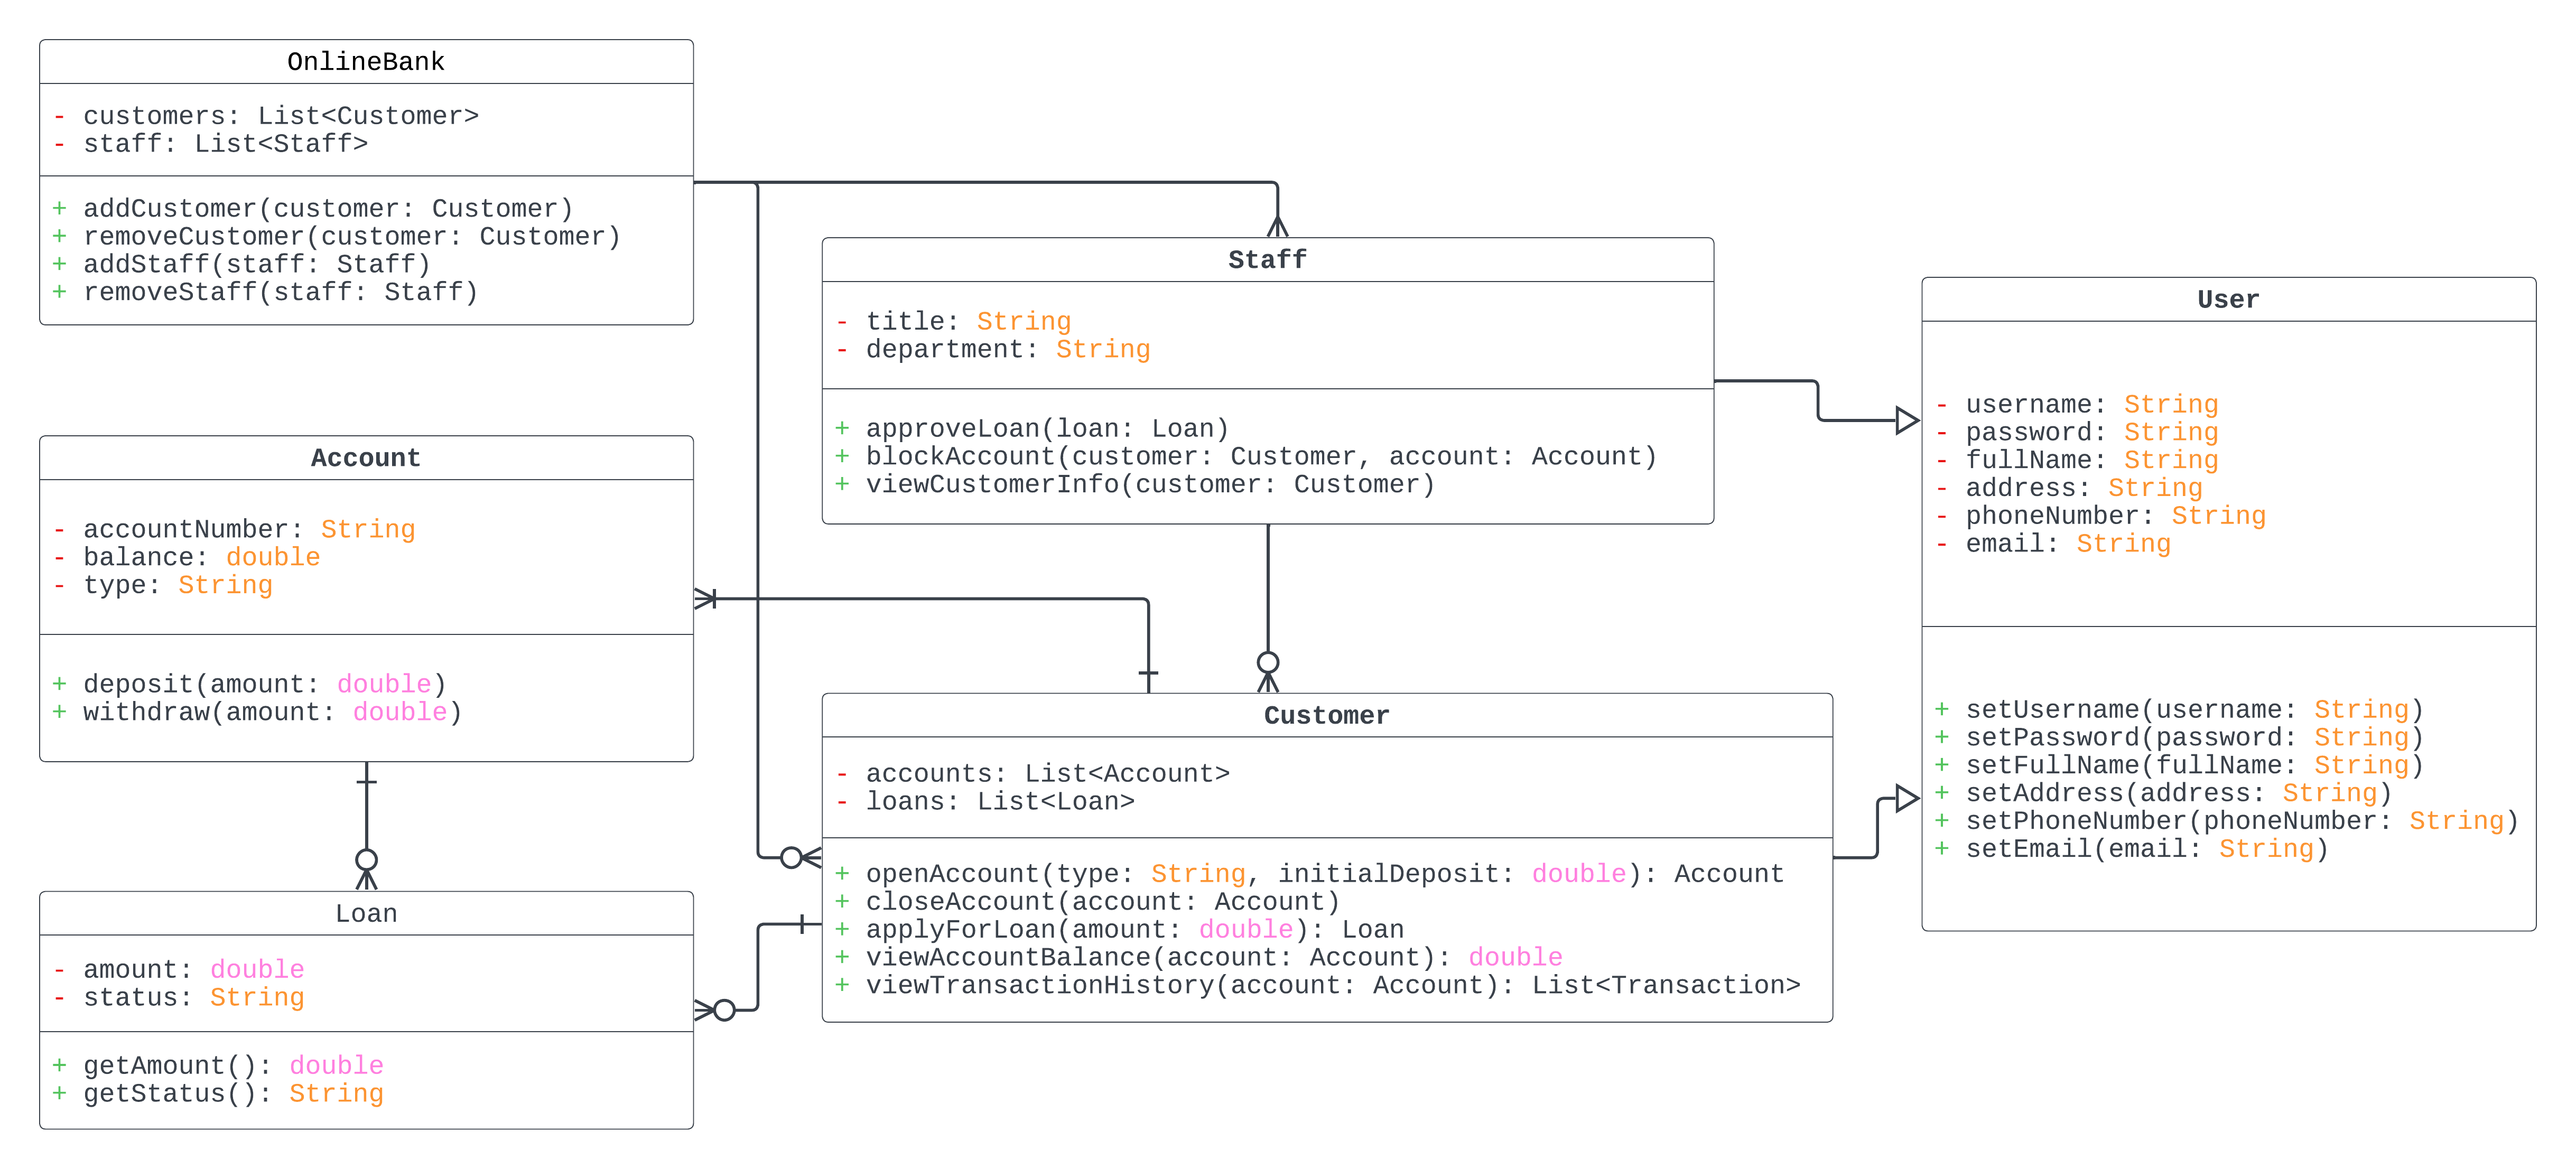 OnlineBank
- customers: List<Customer>
- staff: List<Staff>
+ addCustomer(customer: Customer)
+ removeCustomer(customer: Customer)
+ addStaff(staff: Staff)
+ removeStaff(staff: Staff)
Staff
- title: String
- department: String
+ approveLoan(loan: Loan)
+ blockAccount(customer: Customer, account: Account)
+ viewCustomerInfo(customer: Customer)
User
- username: String
- password: String
- fullName: String
- address: String
- phoneNumber: String
- email: String
+ setUsername(username: String)
+ setPassword(password: String)
+ setFullName(fullName: String)
+ setAddress(address: String)
+ setPhoneNumber(phoneNumber: String)
+ setEmail(email: String)
Account
- accountNumber: String
- balance: double
- type: String
+ deposit(amount: double)
+ withdraw(amount: double)
Customer
- accounts: List<Account>
- loans: List<Loan>
+ openAccount(type: String, initialDeposit: double): Account
+ closeAccount(account: Account)
+ applyForLoan(amount: double): Loan
+ viewAccountBalance(account: Account): double
+ viewTransactionHistory(account: Account): List<Transaction>
Loan
- amount: double
- status: String
+ getAmount(): double
+ getStatus(): String